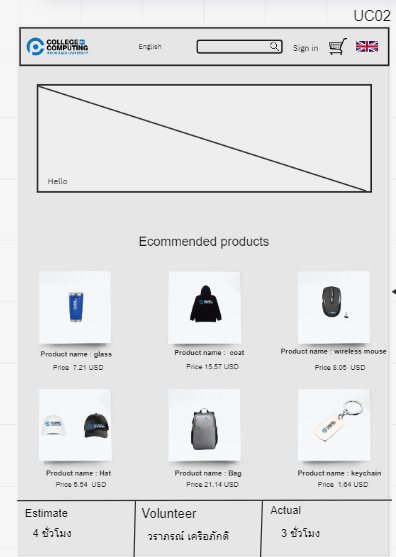 UC02
COLLEGE OF
COMPUTING
KHON KAEN UNIVERSITY
English
Sign in
Hello
Ecommended products
Product name : glass
Price 7.21 USD
Product name : coat
Price 15.57 USD
Product name : wireless mouse
Price 8.05 USD
Product name : Hat
Price 5.54 USD
Product name : Bag
Price 21.14 USD
Product name : keychain
Price 1.64 USD
Estimate
4 ชั่วโมง
Volunteer
วราภรณ์ เครือภักดี
Actual
3 ชั่วโมง